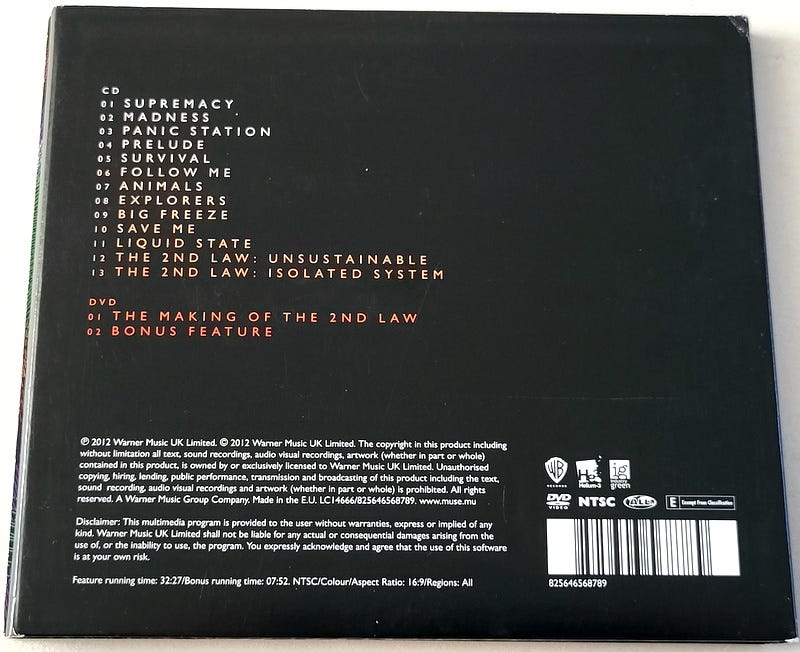 CD
01 SUPREMACY
02 MADNESS
03 PANIC STATION
04 PRELUDE
05 SURVIVAL
06 FOLLOW ME
07 ANIMALS
08 EXPLORERS
09 BIG FREEZE
10 SAVE ME
11 LIQUID STATE
12 THE 2ND LAW: UNSUSTAINABLE
13 THE 2ND LAW: ISOLATED SYSTEM
DVD
01 THE MAKING OF THE 2ND LAW
02 BONUS FEATURE
℗ 2012 Warner Music UK Limited. © 2012 Warner Music UK Limited. The copyright in this product including
without limitation all text, sound recordings, audio visual recordings, artwork (whether in part or whole)
contained in this product, is owned by or exclusively licensed to Warner Music UK Limited. Unauthorised
copying, hiring, lending, public performance, transmission and broadcasting of this product including the text,
sound recording, audio visual recordings and artwork (whether in part or whole) is prohibited. All rights
reserved. A Warner Music Group Company. Made in the E.U. LC14666/825646568789. www.muse.mu
Disclaimer: This multimedia program is provided to the user without warranties, express or implied of any
kind. Warner Music UK Limited shall not be liable for any actual or consequential damages arising from the
use of, or the inability to use, the program. You expressly acknowledge and agree that the use of this software
is at your own risk.
Feature running time: 32:27/Bonus running time: 07:52. NTSC/Colour/Aspect Ratio: 16:9/Regions: All
WB RECORDS
He3 Helium-3
ig industry green
DVD VIDEO
NTSC
ALL
E Exempt From Classification
825646568789